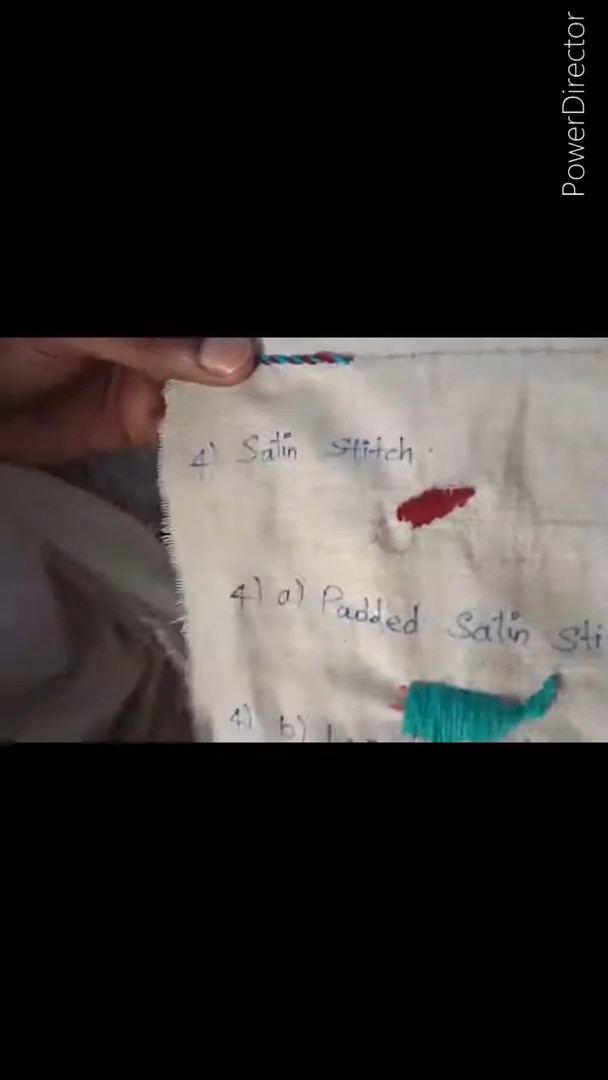 PowerDirector
4) Satin stitch.
4) a) Padded Satin Sti
4) b)